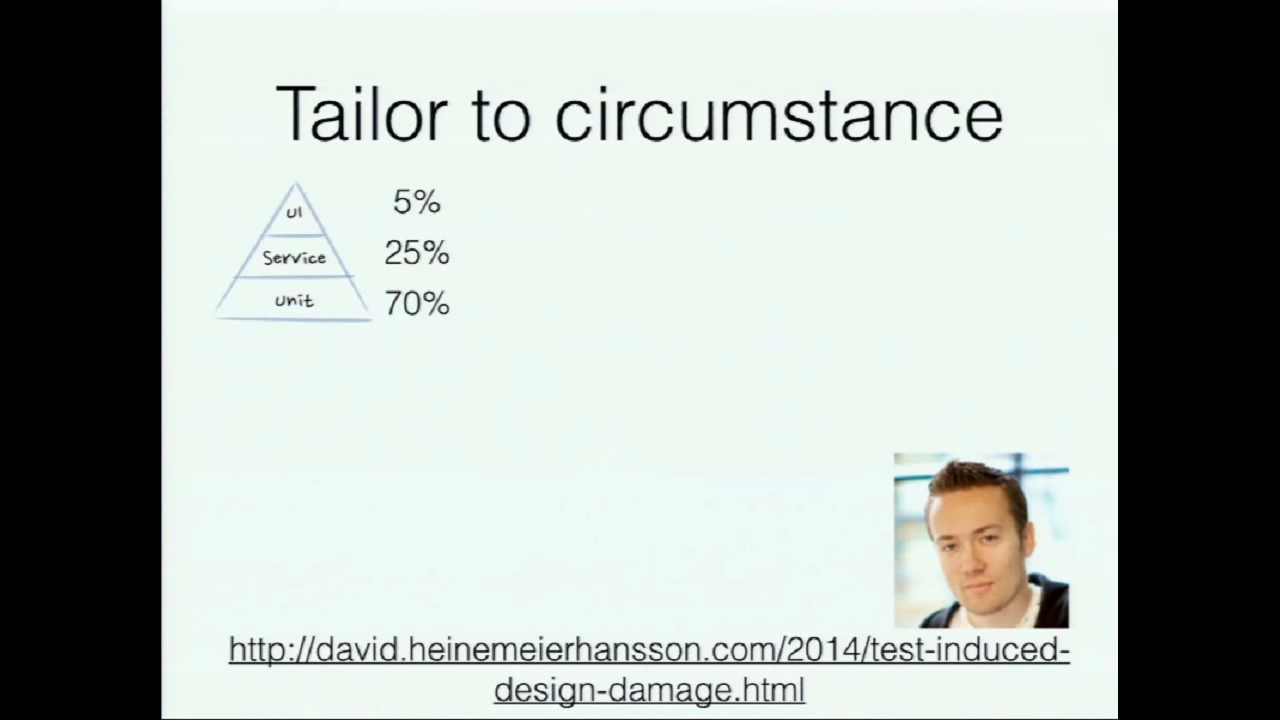 Tailor to circumstance
UI 5%
Service 25%
Unit 70%
http://david.heinemeierhansson.com/2014/test-induced-
design-damage.html